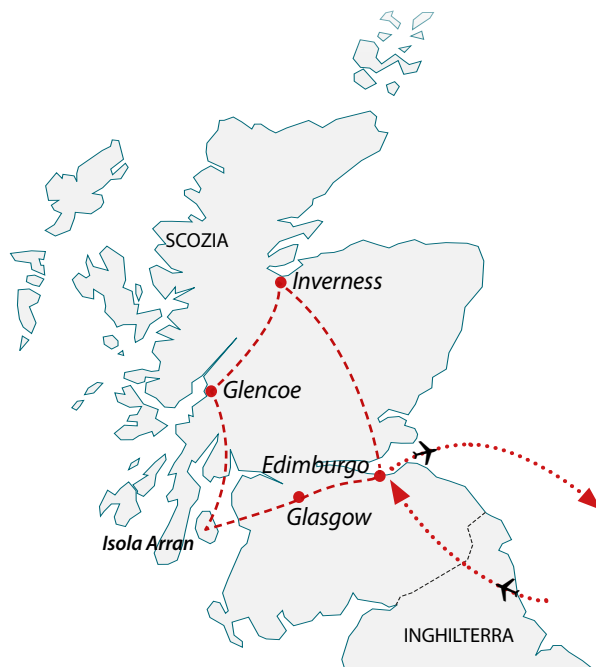 SCOZIA
Inverness
Glencoe
Edimburgo
Glasgow
Isola Arran
INGHILTERRA